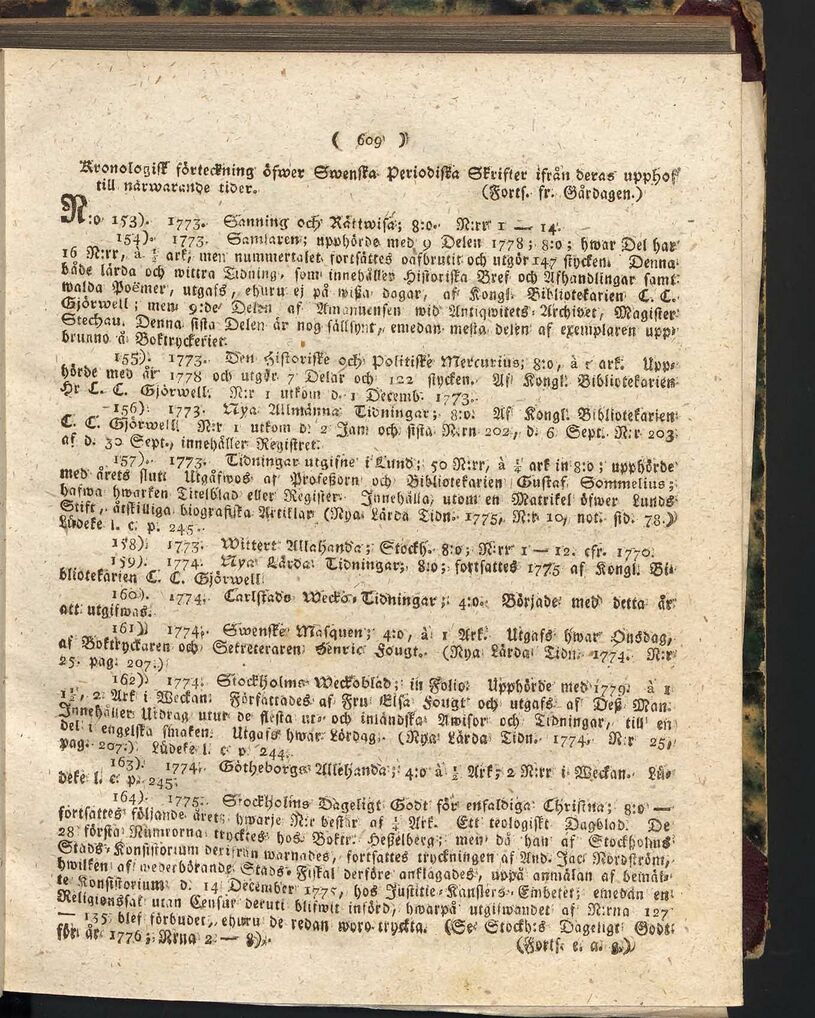 ( 609 )
Kronologisk förteckning öfwer Swenska Periodiska Skrifter ifrån deras upphof
till närwarande tider. (Forts. fr. Gårdagen.)
N:o 153). 1773. Sanning och Rättwisa; 8:o. N:rr 1 — 14.
154). 1773. Samlaren; upphörde med 9 Delen 1778; 8:o; hwar Del har
16 N:rr, à ½ ark, men nummertalet fortsättes oafbrutit och utgör 147 stycken. Denna
både lärda och wittra Tidning, som innehåller Historiska Bref och Afhandlingar samt
walda Poëmer, utgafs, ehuru ej på wißa dagar, af Kongl. Bibliotekarien C. C.
Gjörwell; men 9:de Delen af Amanuensen wid Antiqwitets-Archivet, Magister
Stechau. Denna sista Delen är nog sällsynt, emedan mesta delen af exemplaren upp-
brunno å Boktryckeriet.
155). 1773. Den Historiske och Politiske Mercurius; 8:o, à ark. Upp-
hörde med år 1778 och utgör 7 Delar och 122 stycken. Af Kongl. Bibliotekarien
Hr C. C. Gjörwell. N:r 1 utkom d. 1 Decemb. 1773.
156). 1773. Nya Allmänna Tidningar; 8:o. Af Kongl. Bibliotekarien
C. C. Gjörwell. N:r 1 utkom d. 2 Jan. och sista N:rn 202, d. 6 Sept. N:r 203
af d. 30 Sept., innehåller Registret.
157). 1773. Tidningar utgifne i Lund; 50 N:rr, à ¼ ark in 8:o; upphörde
med årets slut. Utgåfwos af Profeßorn och Bibliotekarien Gustaf Sommelius;
hafwa hwarken Titelblad eller Register. Innehålla, utom en Matrikel öfwer Lunds
Stift, åtskilliga biografiska Artiklar (Nya Lärda Tidn. 1775, N:r 10, not. sid. 78.)
Lüdeke l. c. p. 245.
158). 1773. Wittert Allahanda; Stockh. 8:o; N:rr 1 — 12. cfr. 1770.
159). 1774. Nya Lärda Tidningar; 8:o; fortsattes 1775 af Kongl. Bi-
bliotekarien C. C. Gjörwell.
160). 1774. Carlstads Wecko-Tidningar; 4:o. Började med detta år
att utgifwas.
161). 1774. Swenske Masquen; 4:o, à 1 Ark. Utgafs hwar Onsdag,
af Boktryckaren och Sekreteraren Henric Fougt. (Nya Lärda Tidn. 1774. N:r
25. pag. 207.)
162). 1774. Stockholms Weckoblad; in Folio. Upphörde med 1779. à 1
1½, 2 Ark i Weckan. Författades af Fru Elsa Fougt och utgafs af Deß Man.
Innehåller Utdrag utur de flesta ut- och inländska Awisor och Tidningar, till en
del i engelska smaken. Utgafs hwar Lördag. (Nya Lärda Tidn. 1774. N:r 25,
pag. 207.) Lüdeke l. c. p. 244.
163). 1774. Götheborgs Allehanda; 4:o à ½ Ark; 2 N:rr i Weckan. Lü-
deke l. c. p. 245.
164). 1775. Stockholms Dageligt Godt för enfaldiga Christna; 8:o —
fortsattes följande året; hwarje N:r består af ¼ Ark. Ett teologiskt Dagblad. De
28 första Numrorna trycktes hos Boktr. Heßelberg; men då han af Stockholms
Stads-Konsistorium derifrån warnades, fortsattes tryckningen af And. Jac. Nordström,
hwilken af wederbörande Stads-Fiskal derföre anklagades, uppå anmälan af bemäl-
te Konsistorium d. 14 December 1775, hos Justitie-Kanslers-Embetet; emedan en
Religionssak utan Censur deruti blifwit införd, hwarpå utgifwandet af N:rna 127
— 135 blef förbudet, ehuru de redan woro tryckta. (Se Stockh:s Dageligt Godt
för år 1776; Nrna 2 — 8).
(Forts. e. a. g.)